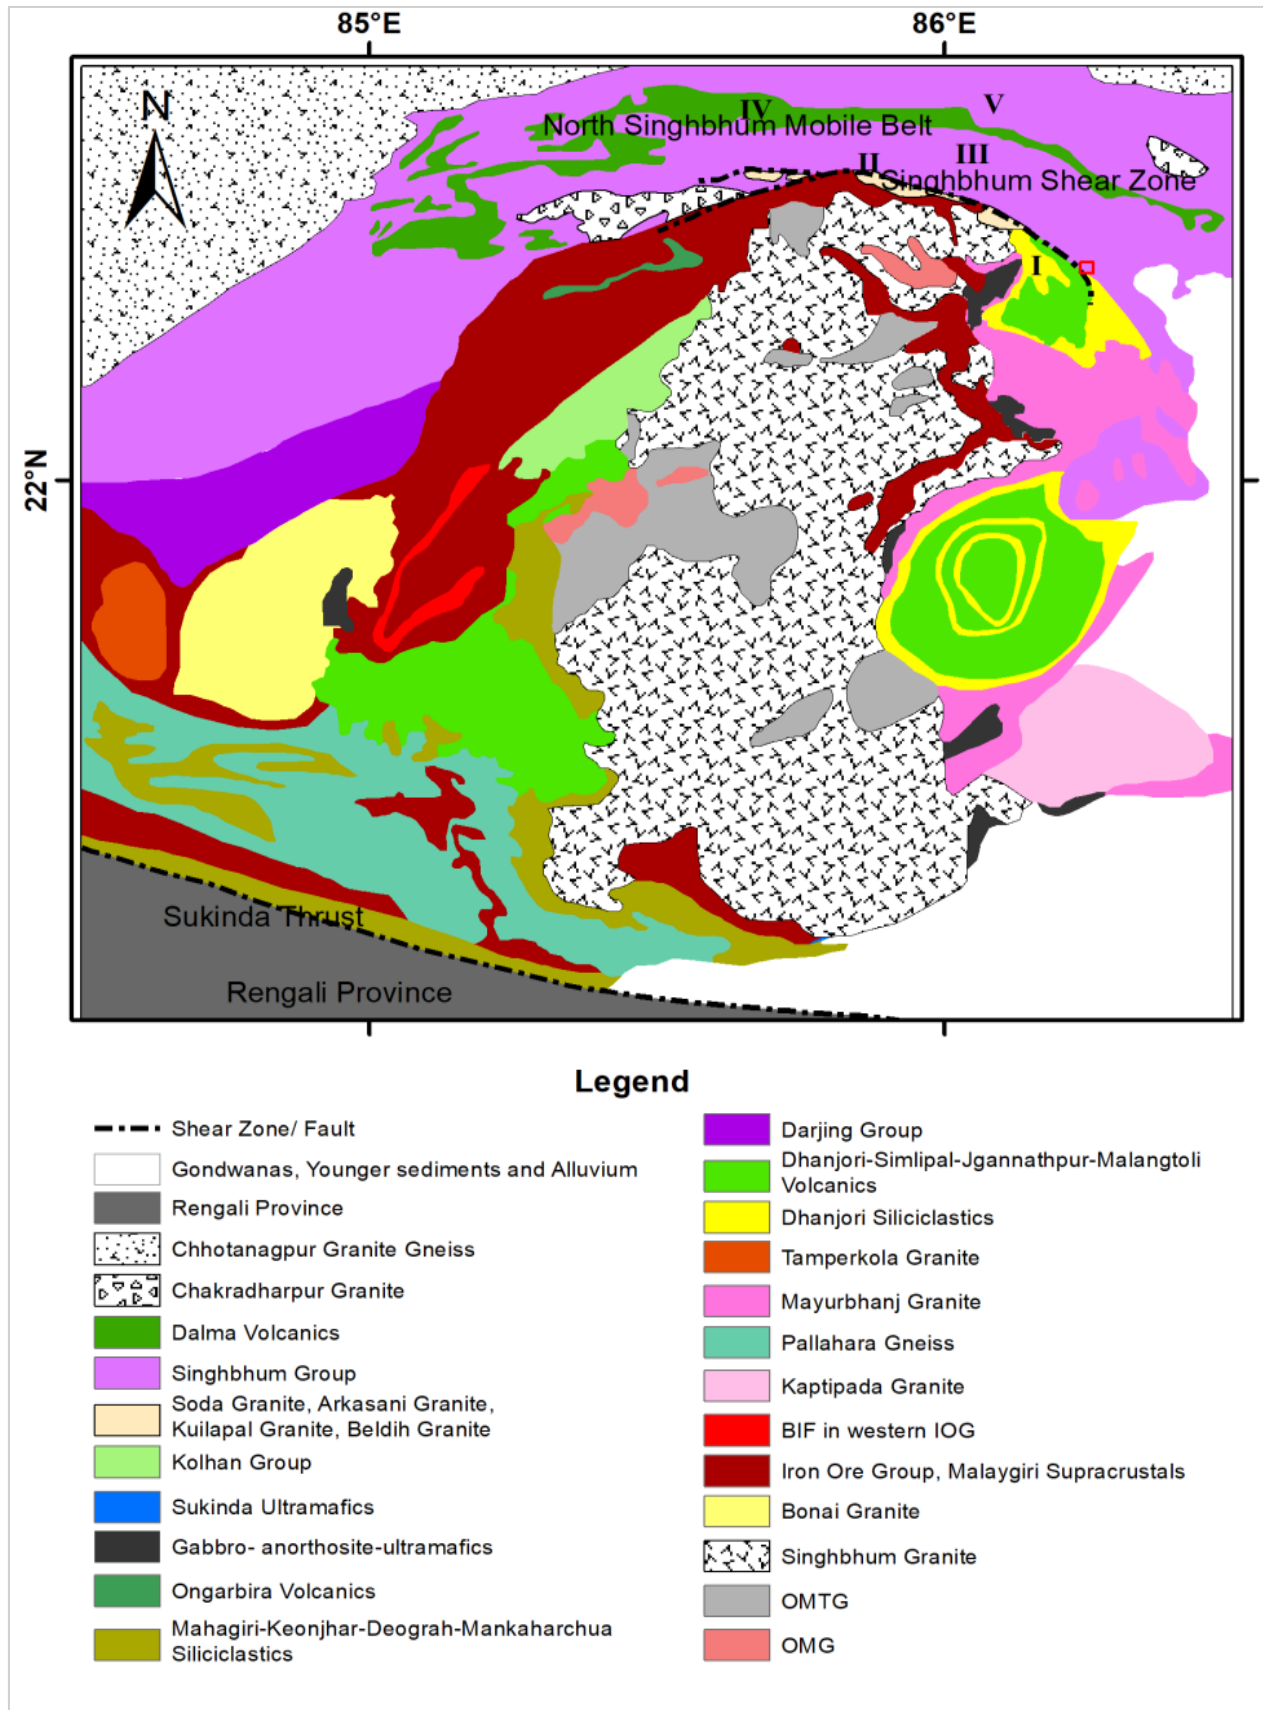 85°E
86°E
N
IV
V
North Singhbhum Mobile Belt
II
III
Singhbhum Shear Zone
I
22°N
Sukinda Thrust
Rengali Province
Legend
Shear Zone/ Fault
Gondwanas, Younger sediments and Alluvium
Rengali Province
Chhotanagpur Granite Gneiss
Chakradharpur Granite
Dalma Volcanics
Singhbhum Group
Soda Granite, Arkasani Granite,
Kuilapal Granite, Beldih Granite
Kolhan Group
Sukinda Ultramafics
Gabbro- anorthosite-ultramafics
Ongarbira Volcanics
Mahagiri-Keonjhar-Deograh-Mankaharchua
Siliciclastics
Darjing Group
Dhanjori-Simlipal-Jgannathpur-Malangtoli
Volcanics
Dhanjori Siliciclastics
Tamperkola Granite
Mayurbhanj Granite
Pallahara Gneiss
Kaptipada Granite
BIF in western IOG
Iron Ore Group, Malaygiri Supracrustals
Bonai Granite
Singhbhum Granite
OMTG
OMG